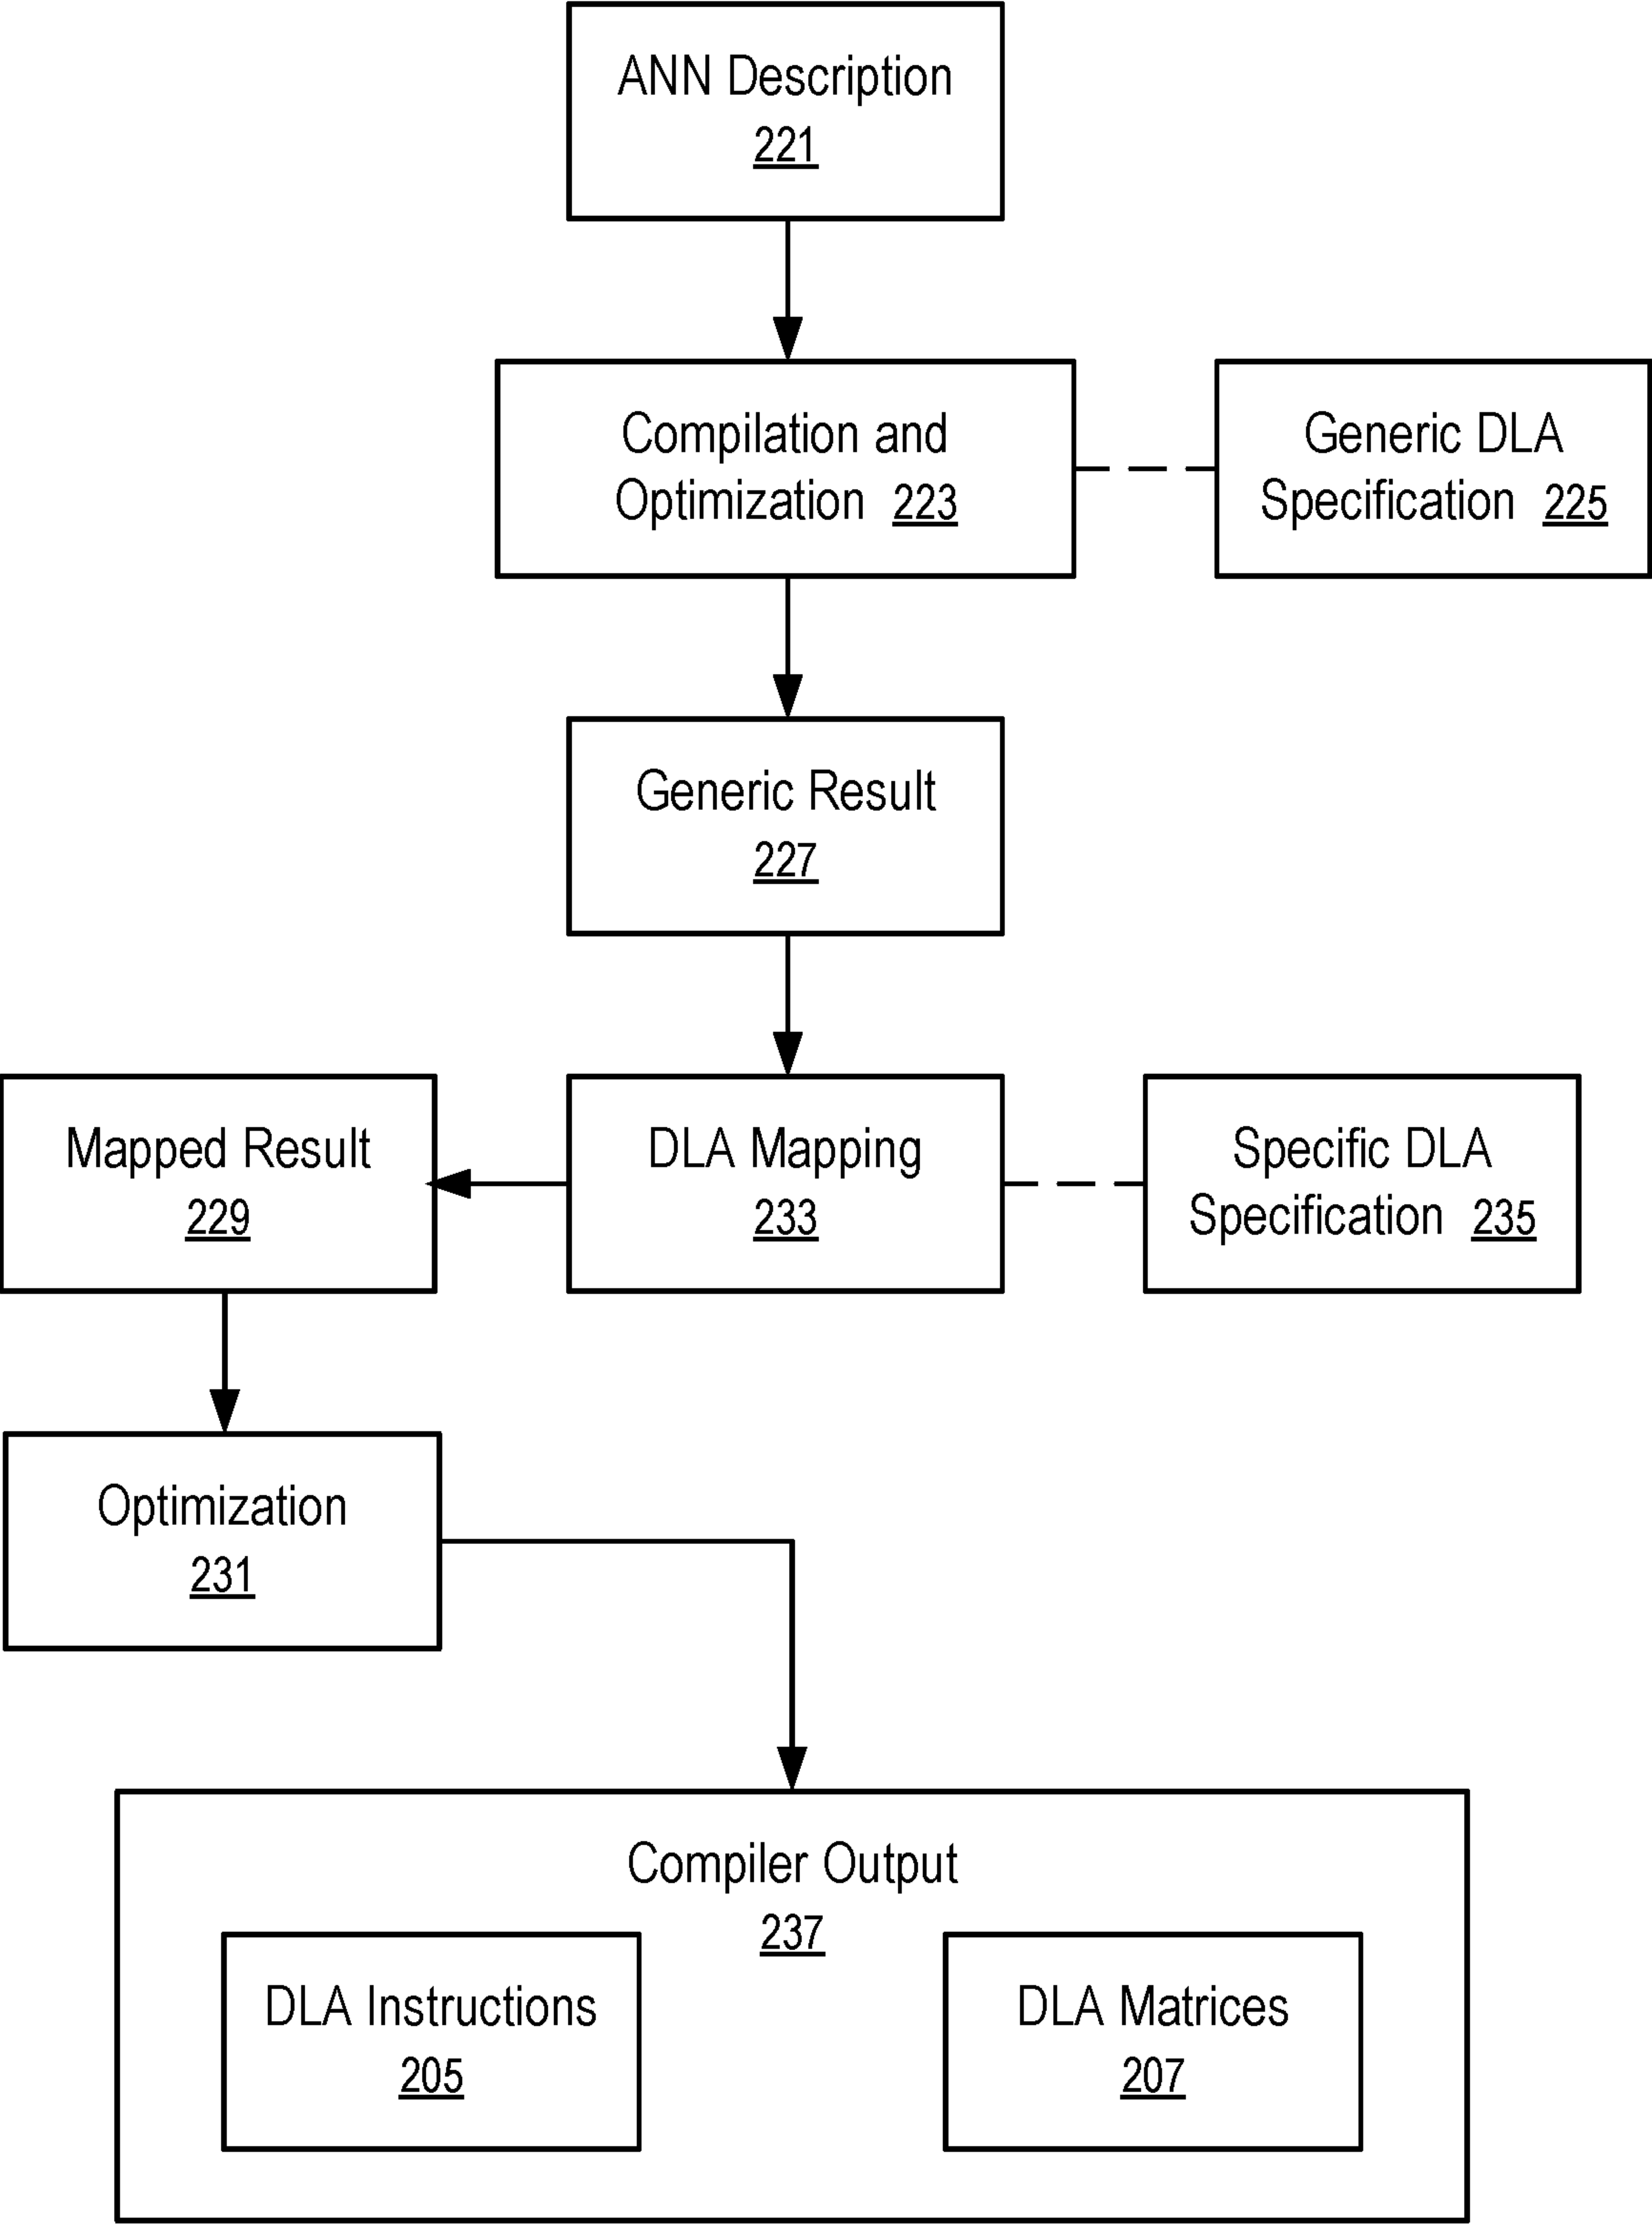 ANN Description
221
Compilation and
Optimization 223
Generic DLA
Specification 225
Generic Result
227
Mapped Result
229
DLA Mapping
233
Specific DLA
Specification 235
Optimization
231
Compiler Output
237
DLA Instructions
205
DLA Matrices
207